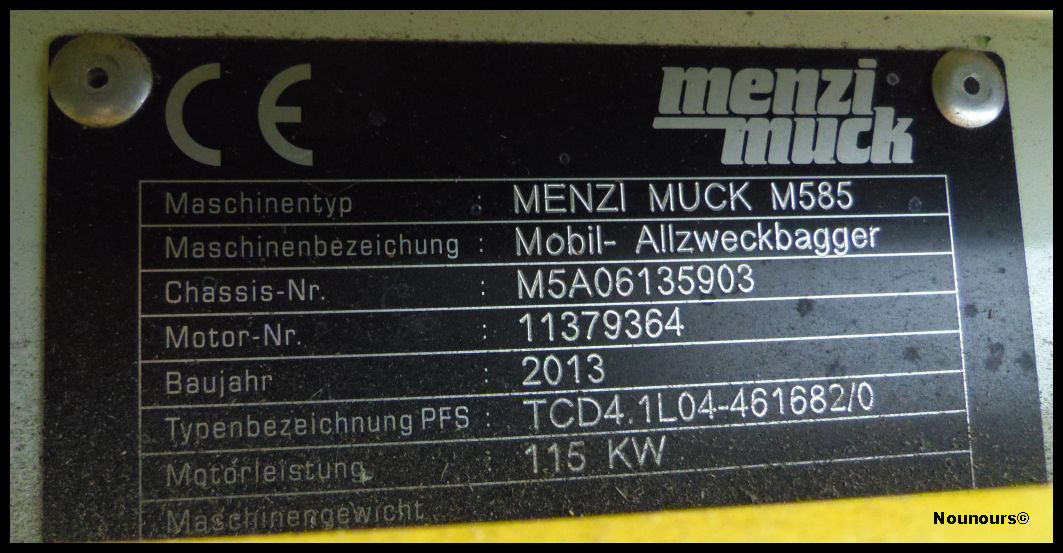 CE
menzi
muck
Maschinentyp : MENZI MUCK M585
Maschinenbezeichung : Mobil- Allzweckbagger
Chassis-Nr. : M5A06135903
Motor-Nr. : 11379364
Baujahr : 2013
Typenbezeichnung PFS : TCD4.1L04-461682/0
Motorleistung : 115 KW
Maschinengewicht
Nounours©